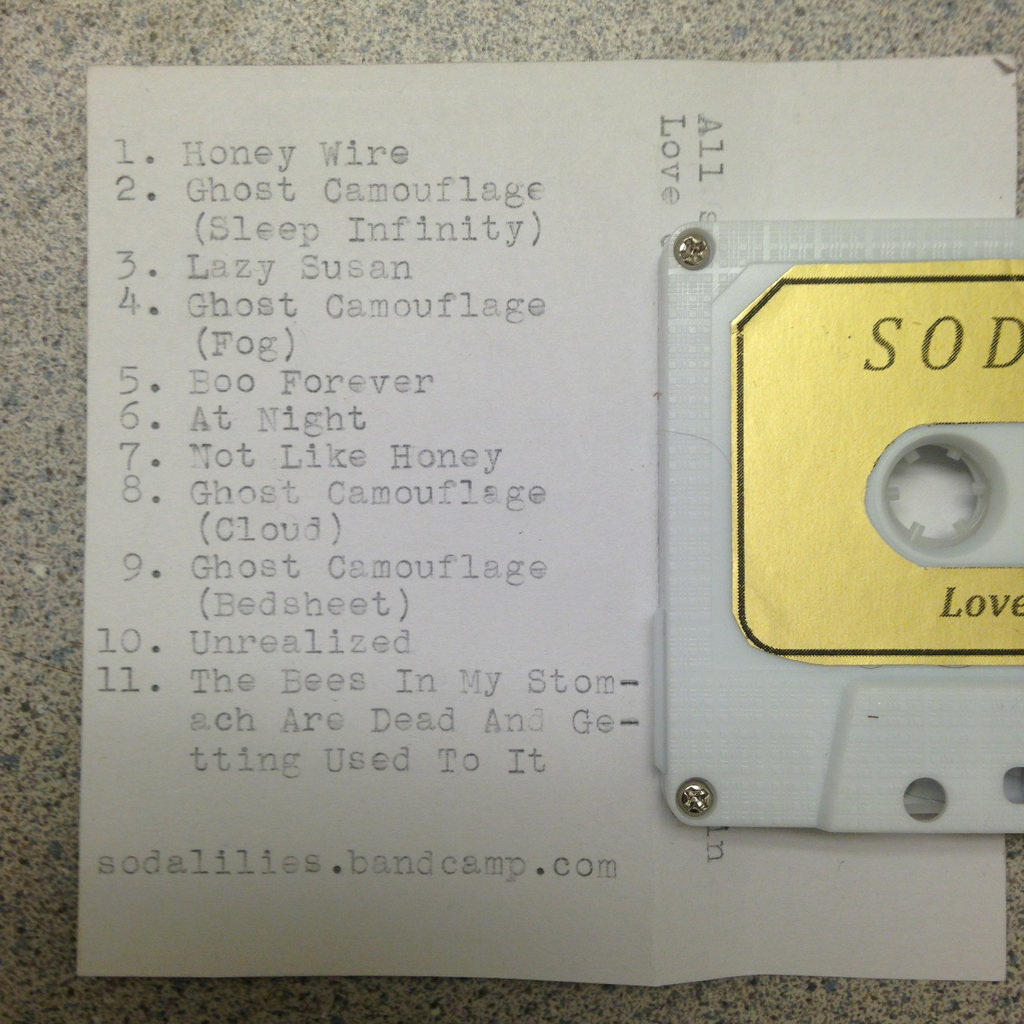 1. Honey Wire
2. Ghost Camouflage
(Sleep Infinity)
3. Lazy Susan
4. Ghost Camouflage
(Fog)
5. Boo Forever
6. At Night
7. Not Like Honey
8. Ghost Camouflage
(Cloud)
9. Ghost Camouflage
(Bedsheet)
10. Unrealized
11. The Bees In My Stom-
ach Are Dead And Ge-
tting Used To It
sodalilies.bandcamp.com
All
Love
SOD
Love